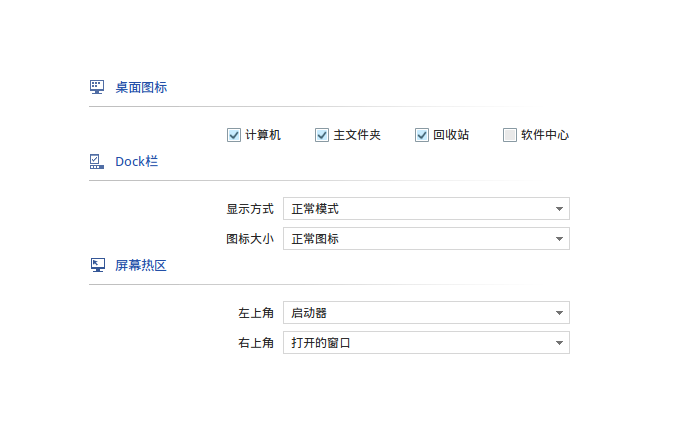 桌面图标
计算机 主文件夹 回收站 软件中心
Dock栏
显示方式 正常模式
图标大小 正常图标
屏幕热区
左上角 启动器
右上角 打开的窗口